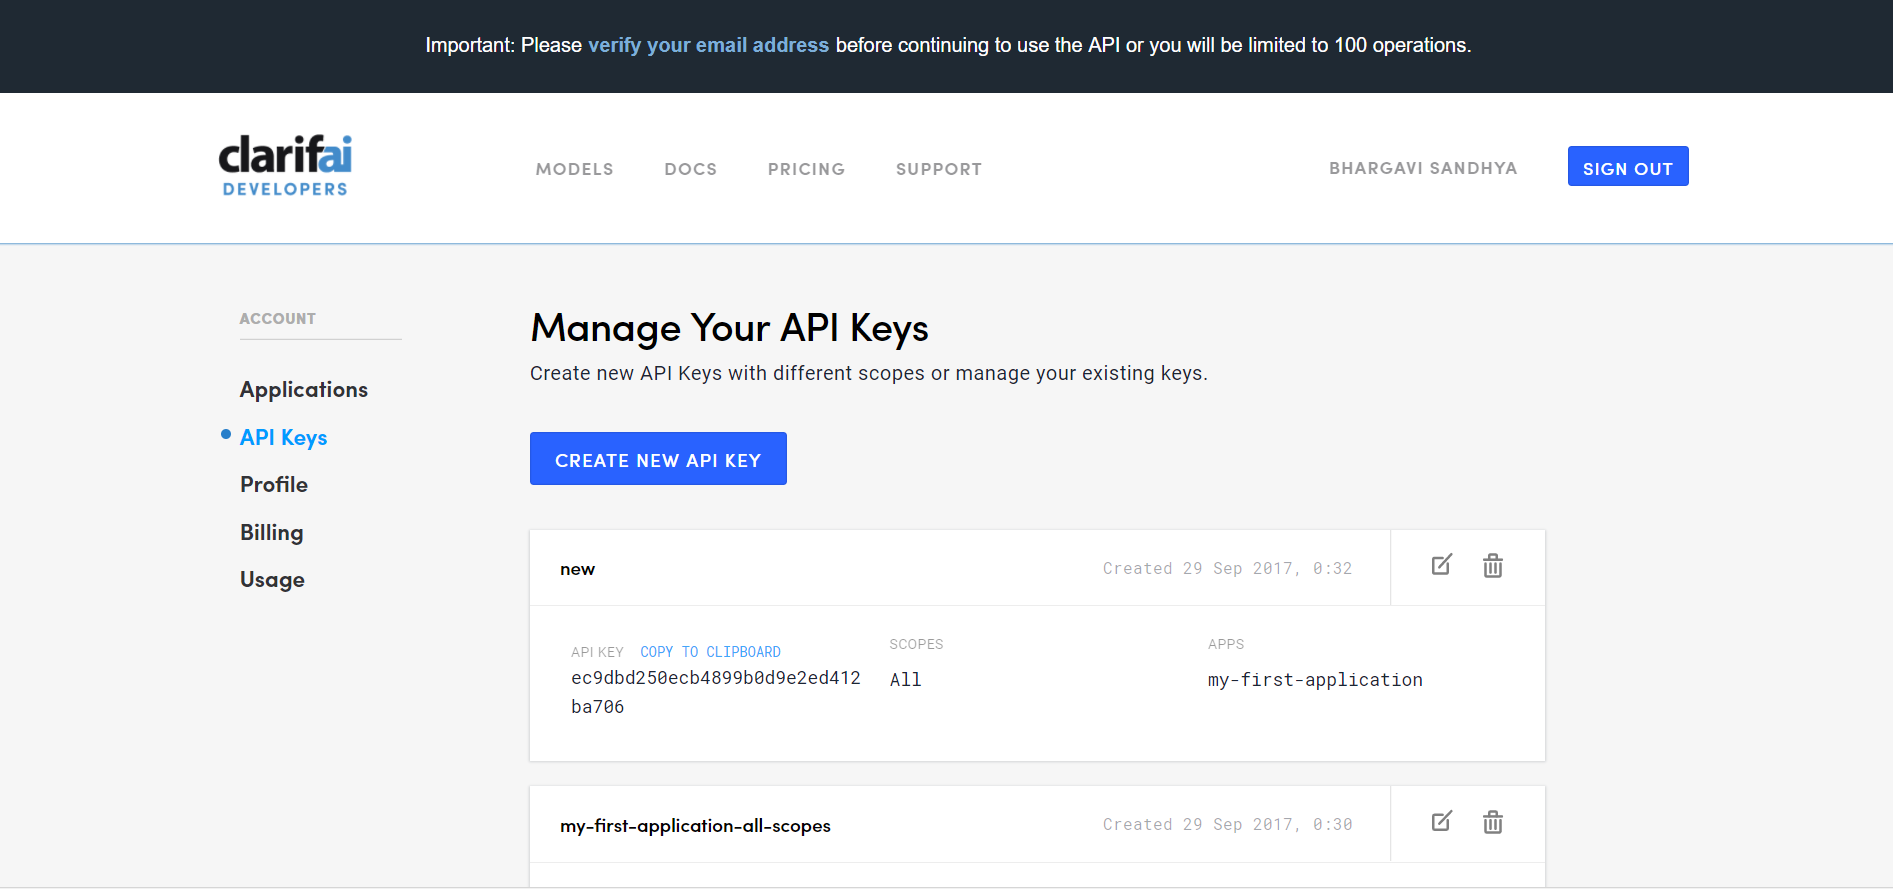 Important: Please verify your email address before continuing to use the API or you will be limited to 100 operations.
clarifai
DEVELOPERS
MODELS DOCS PRICING SUPPORT BHARGAVI SANDHYA SIGN OUT
ACCOUNT
Applications
API Keys
Profile
Billing
Usage
Manage Your API Keys
Create new API Keys with different scopes or manage your existing keys.
CREATE NEW API KEY
new Created 29 Sep 2017, 0:32
API KEY COPY TO CLIPBOARD
ec9dbd250ecb4899b0d9e2ed412
ba706
SCOPES
All
APPS
my-first-application
my-first-application-all-scopes Created 29 Sep 2017, 0:30